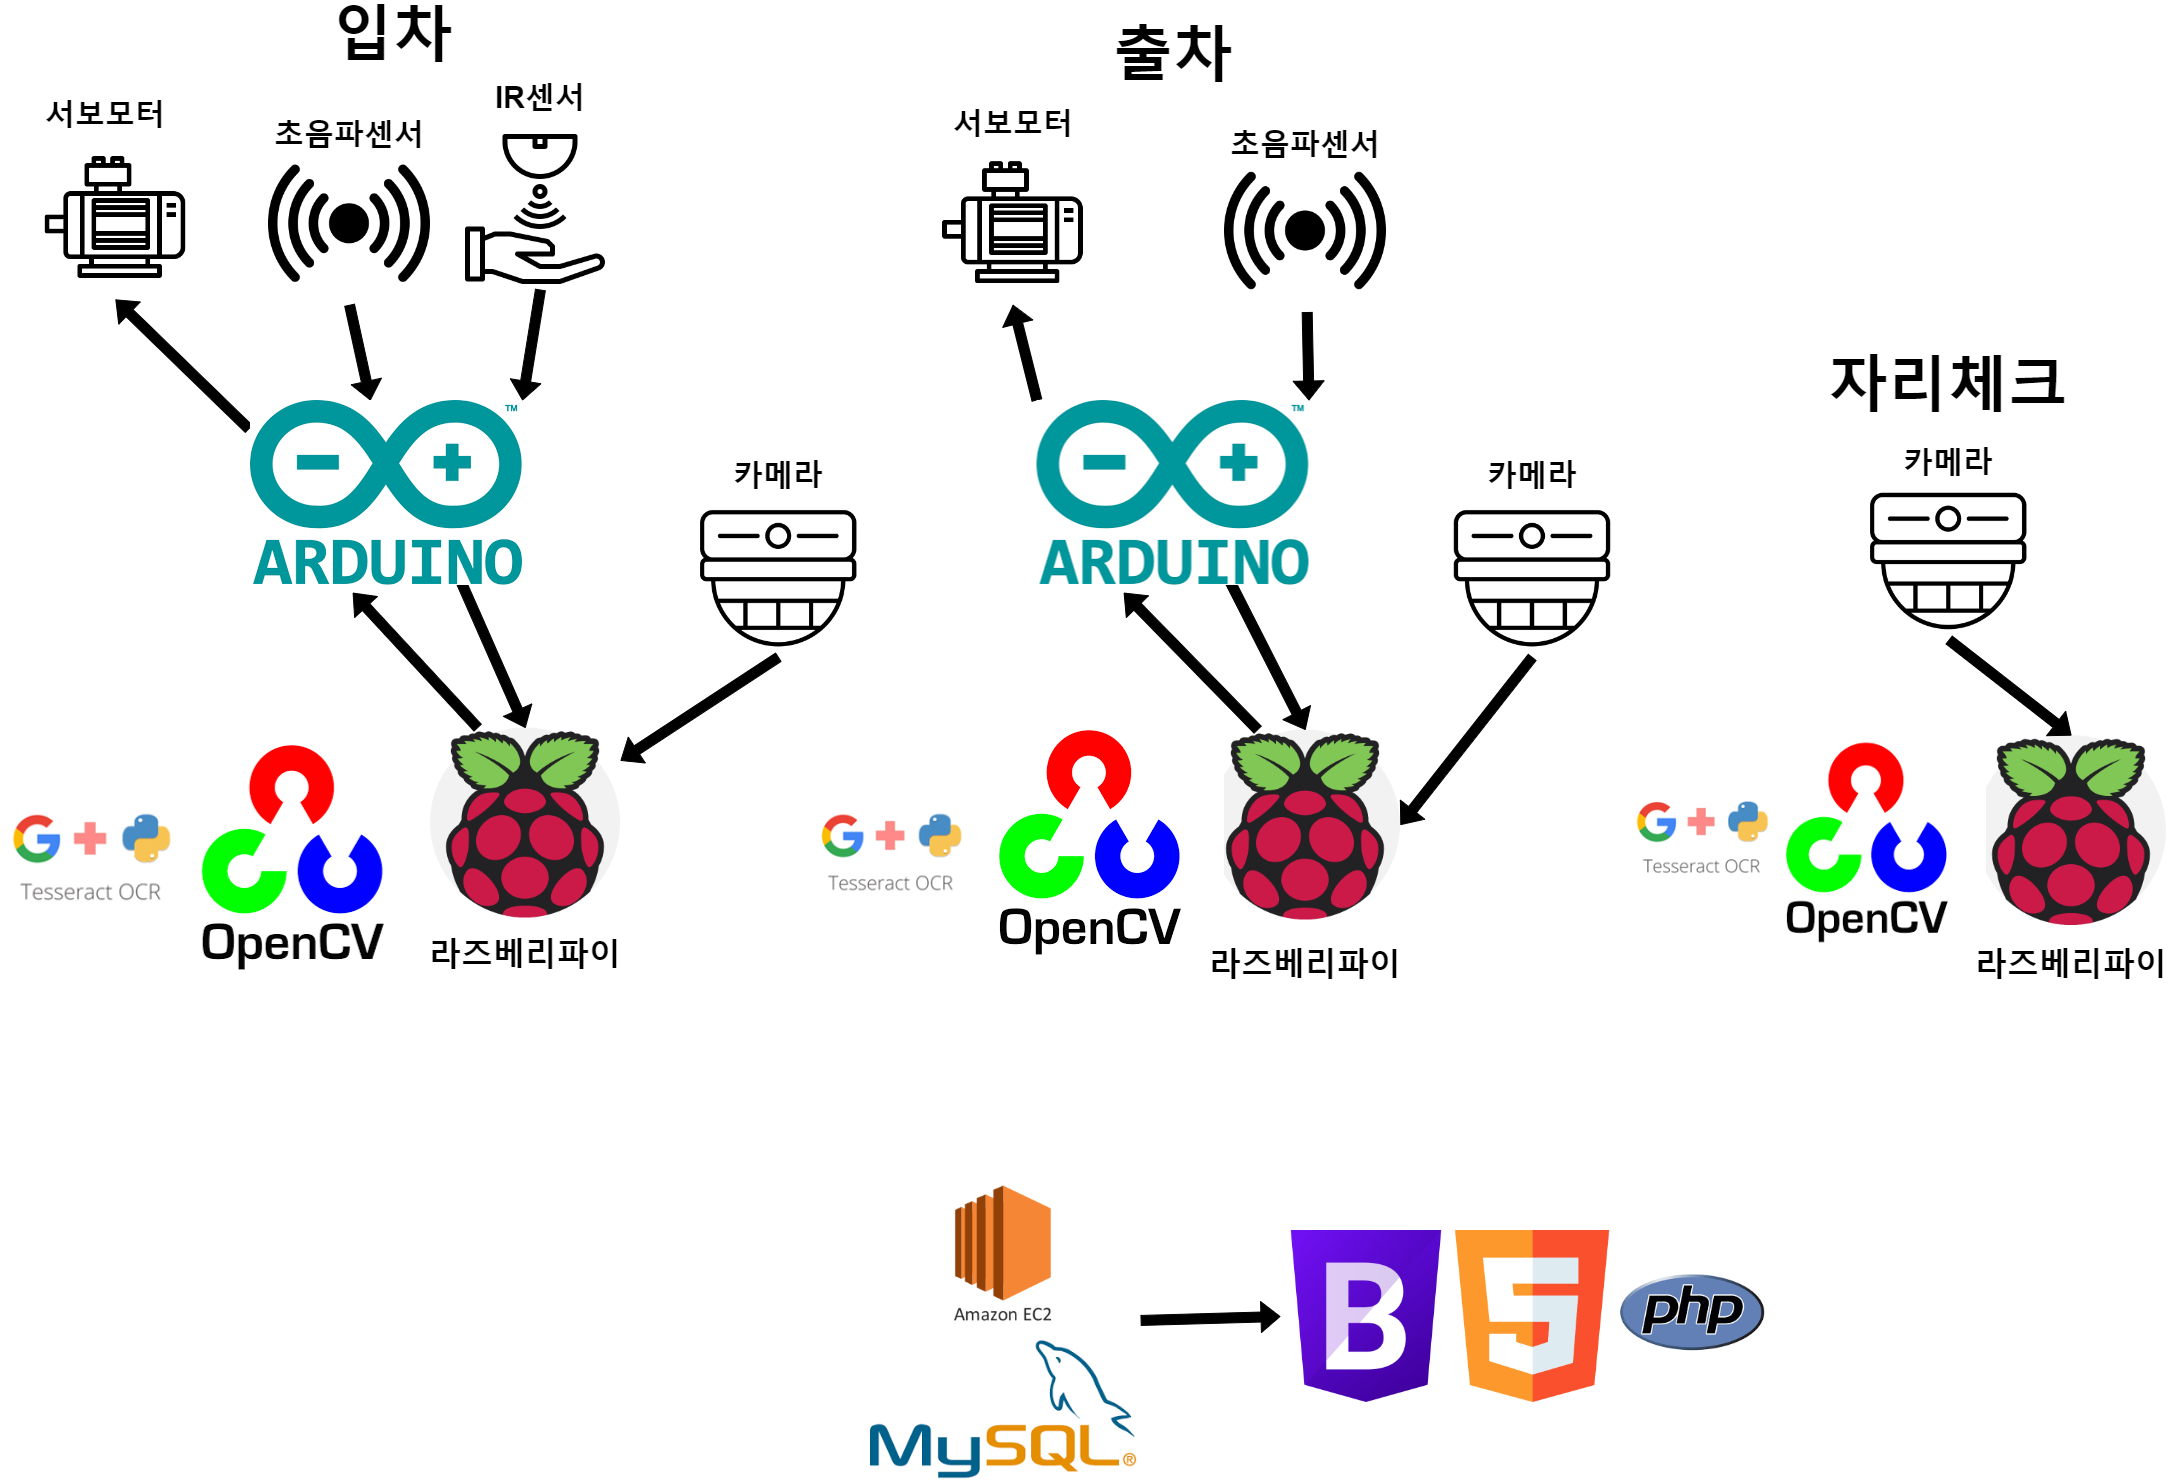 입차
출차
서보모터
초음파센서
IR센서
서보모터
초음파센서
자리체크
TM
ARDUINO
카메라
TM
ARDUINO
카메라
카메라
Tesseract OCR
OpenCV
라즈베리파이
Tesseract OCR
OpenCV
라즈베리파이
Tesseract OCR
OpenCV
라즈베리파이
Amazon EC2
MySQL®
B
5
php